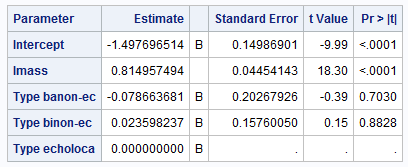 Parameter Estimate Standard Error t Value Pr > |t|
Intercept -1.497696514 B 0.14986901 -9.99 <.0001
lmass 0.814957494 0.04454143 18.30 <.0001
Type banon-ec -0.078663681 B 0.20267926 -0.39 0.7030
Type binon-ec 0.023598237 B 0.15760050 0.15 0.8828
Type echoloca 0.000000000 B . . .